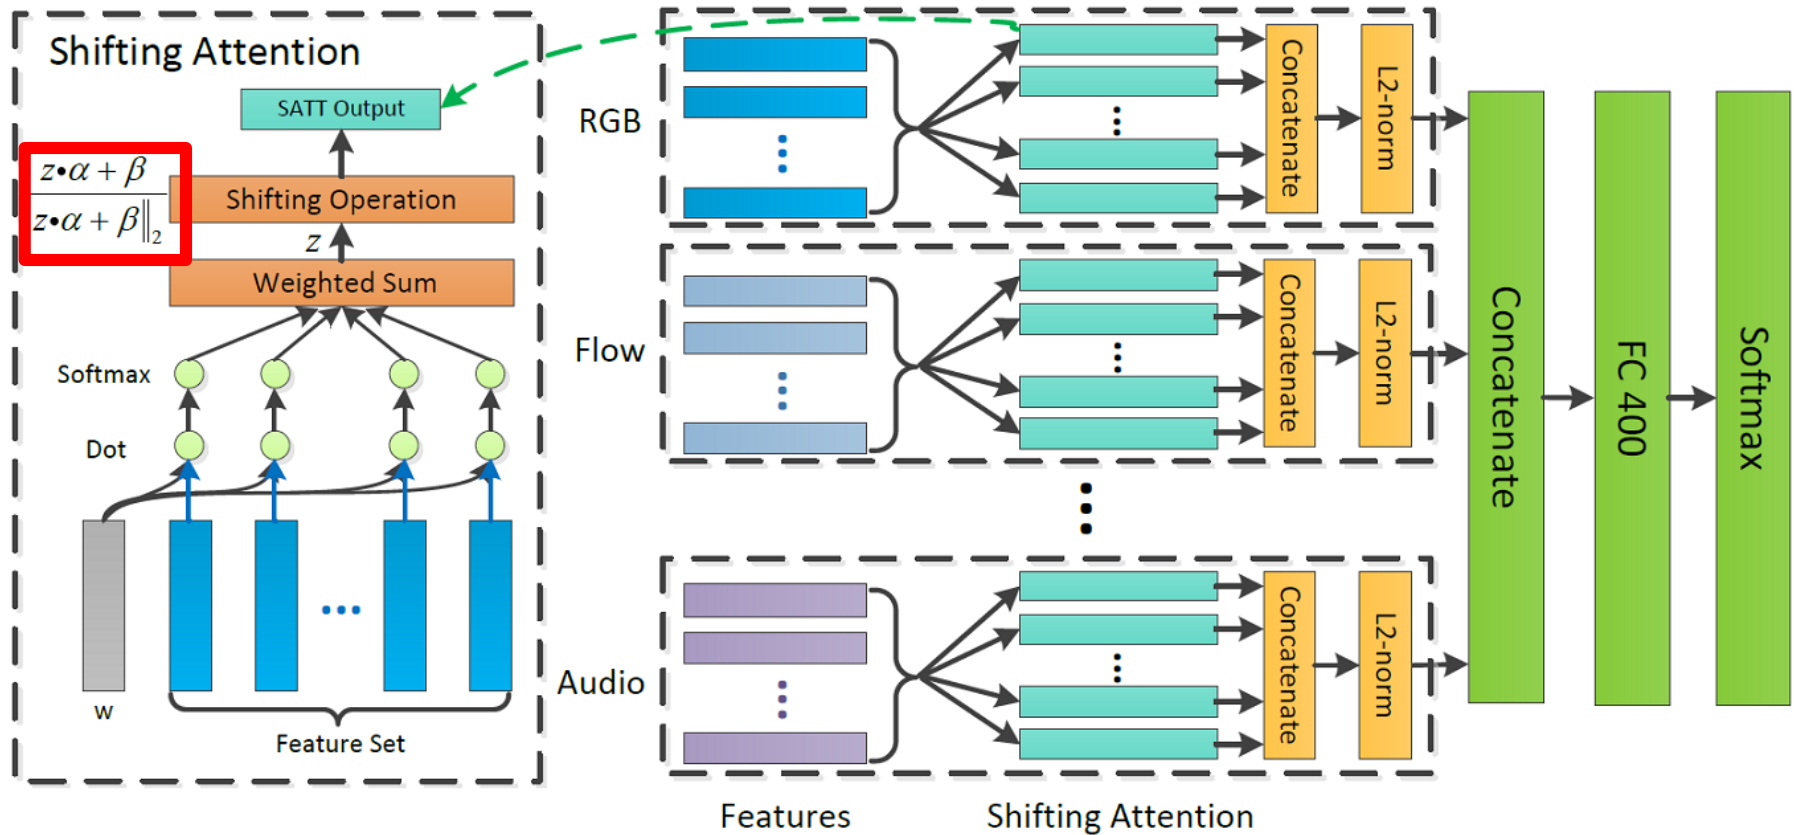 Shifting Attention
SATT Output
z•α + β
z•α + β‖₂
Shifting Operation
z
Weighted Sum
Softmax
Dot
w
Feature Set
RGB
Concatenate
L2-norm
Flow
Concatenate
L2-norm
Audio
Concatenate
L2-norm
Features
Shifting Attention
Concatenate
FC 400
Softmax